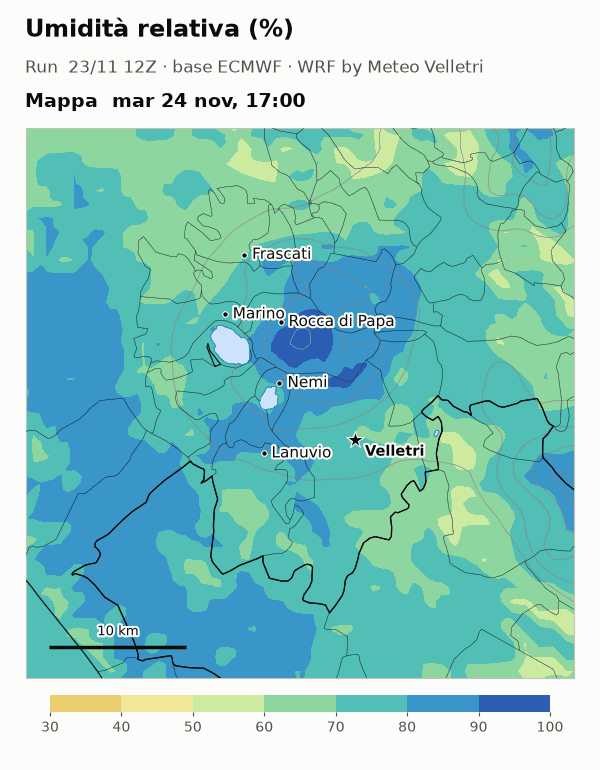 Umidità relativa (%)
Run  23/11 12Z · base ECMWF · WRF by Meteo Velletri
Mappa  mar 24 nov, 17:00
Frascati
Marino
Rocca di Papa
Nemi
Velletri
Lanuvio
10 km
30 40 50 60 70 80 90 100